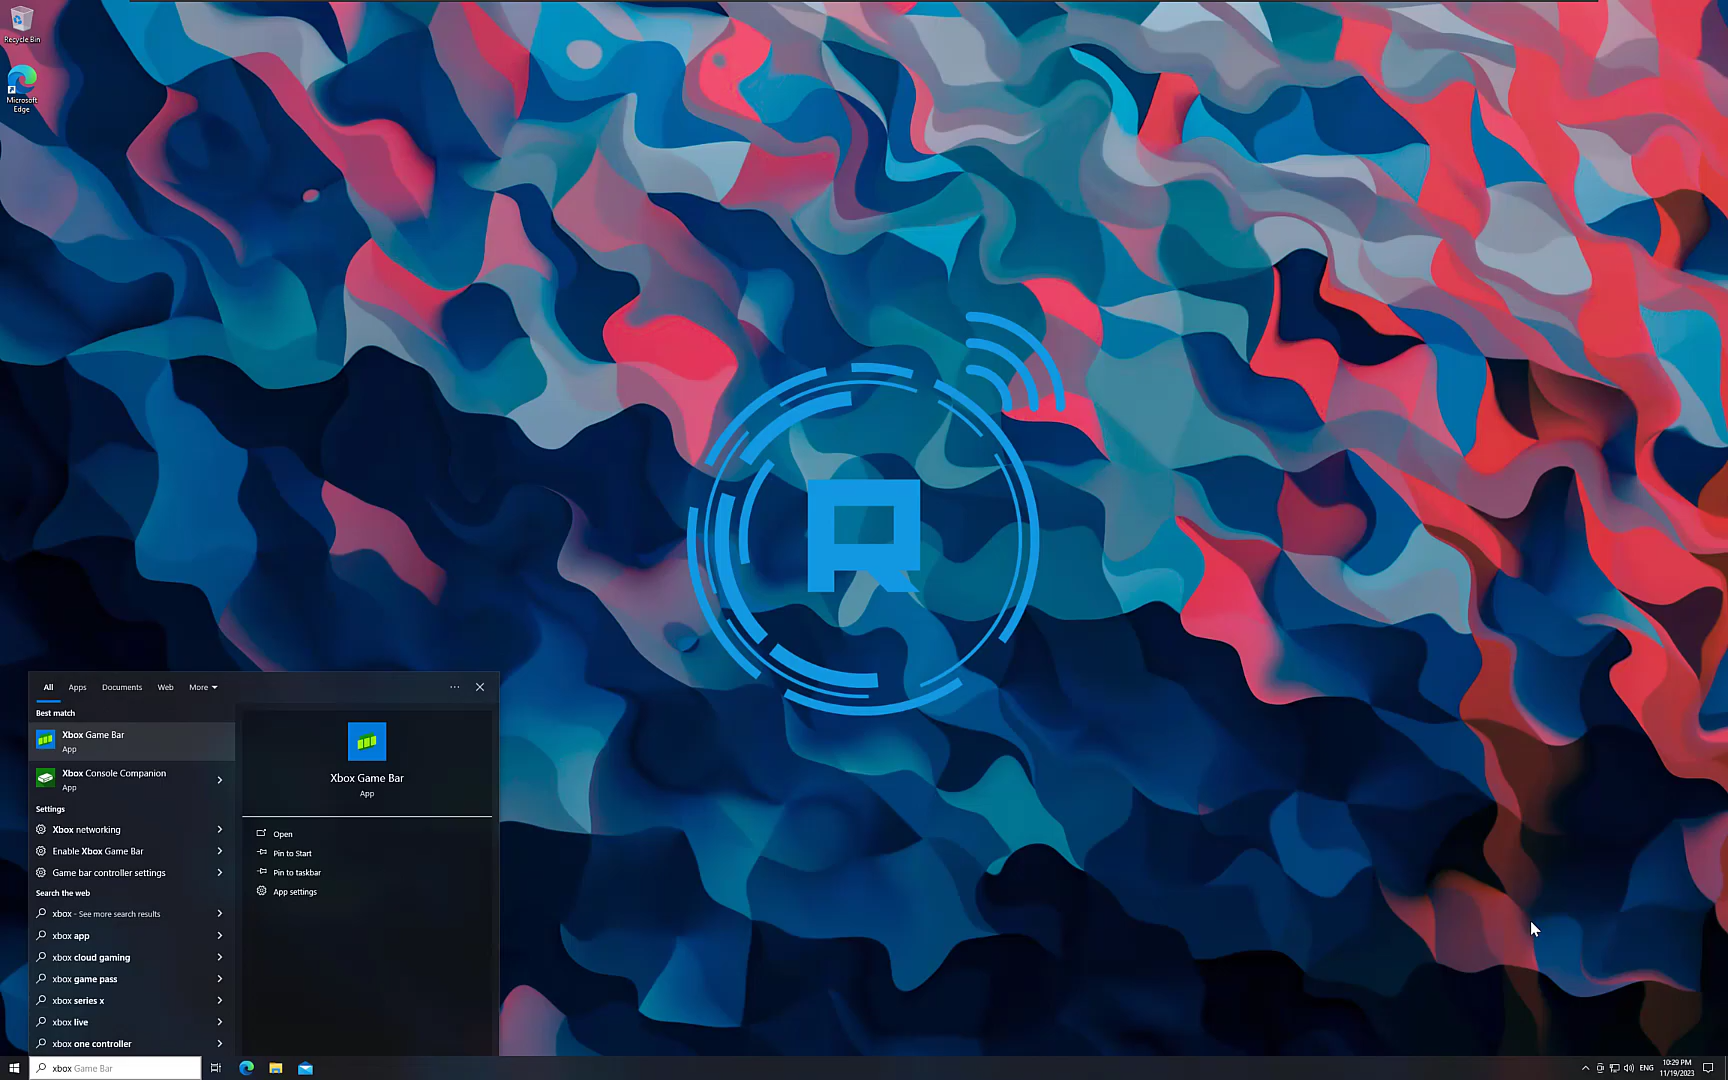 Recycle Bin
Microsoft
Edge
All
Apps
Documents
Web
More
Best match
Xbox Game Bar
App
Xbox Console Companion
App
Settings
Xbox networking
Enable Xbox Game Bar
Game bar controller settings
Search the web
xbox - See more search results
xbox app
xbox cloud gaming
xbox game pass
xbox series x
xbox live
xbox one controller
Xbox Game Bar
App
Open
Pin to Start
Pin to taskbar
App settings
R
xbox Game Bar
ENG
10:29 PM
11/19/2023